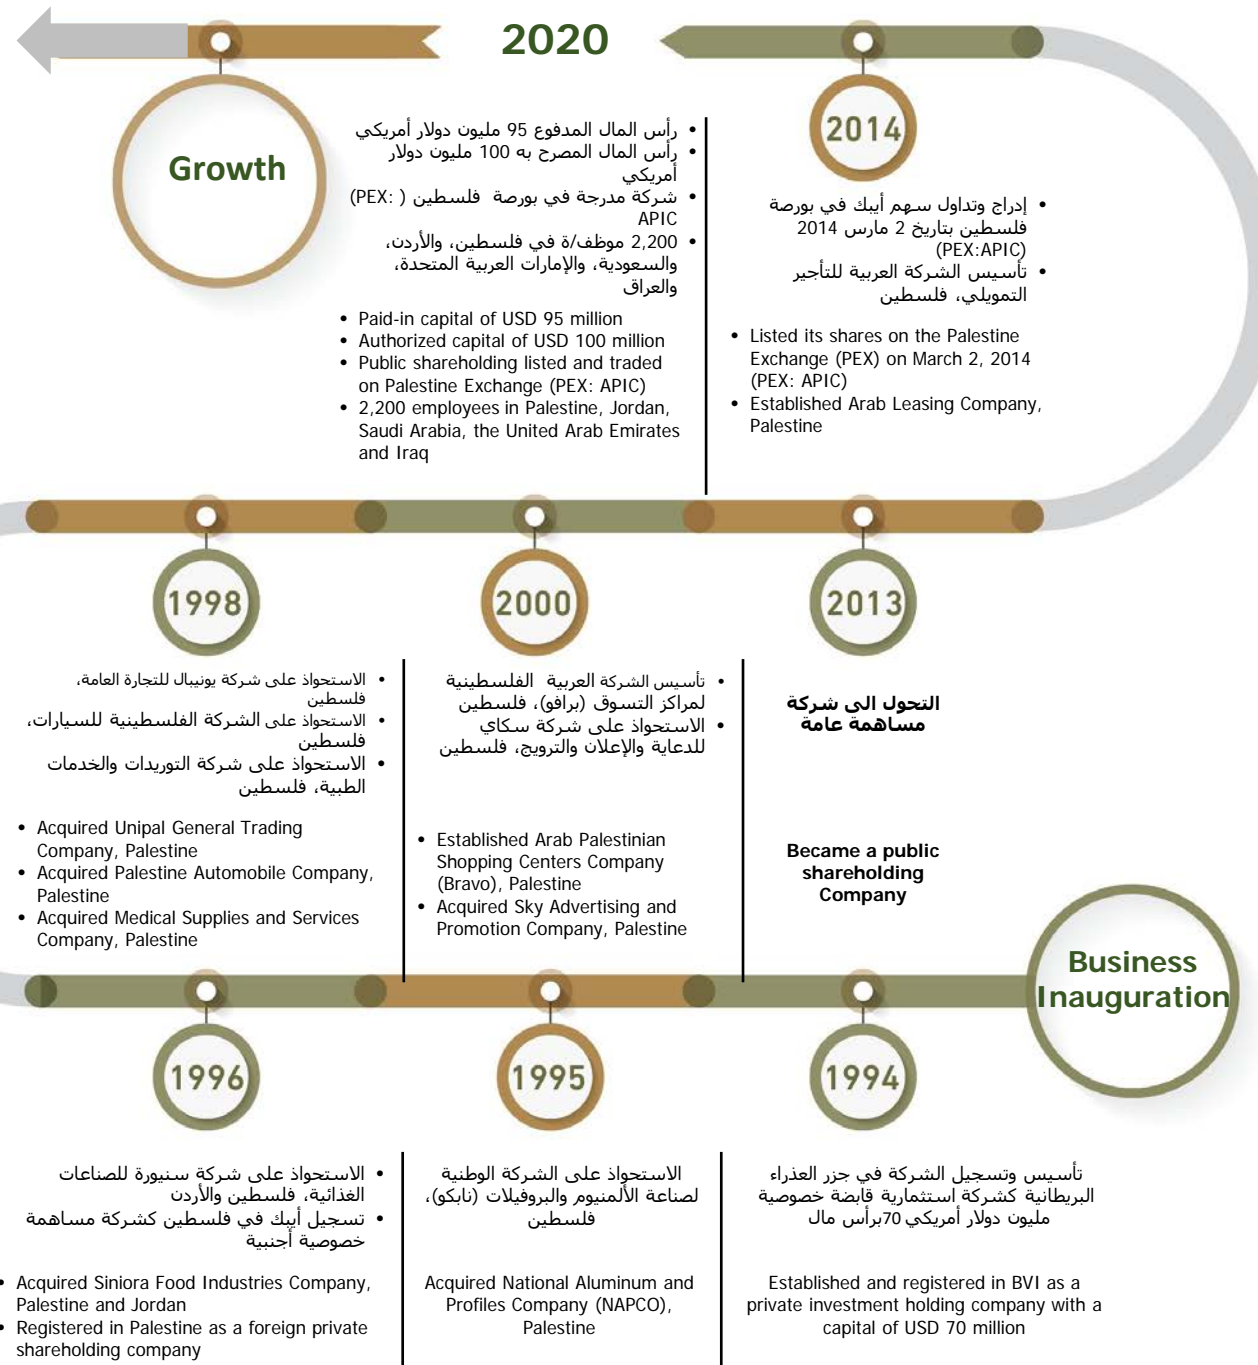 2020
Growth
• رأس المال المدفوع 95 مليون دولار أمريكي
• رأس المال المصرح به 100 مليون دولار
أمريكي
• شركة مدرجة في بورصة فلسطين ( :PEX)
APIC
• 2,200 موظف/ة في فلسطين، والأردن،
والسعودية، والإمارات العربية المتحدة،
والعراق
• Paid-in capital of USD 95 million
• Authorized capital of USD 100 million
• Public shareholding listed and traded
on Palestine Exchange (PEX: APIC)
• 2,200 employees in Palestine, Jordan,
Saudi Arabia, the United Arab Emirates
and Iraq
2014
• إدراج وتداول سهم أيبك في بورصة
فلسطين بتاريخ 2 مارس 2014
(PEX:APIC)
• تأسيس الشركة العربية للتأجير
التمويلي، فلسطين
• Listed its shares on the Palestine
Exchange (PEX) on March 2, 2014
(PEX: APIC)
• Established Arab Leasing Company,
Palestine
1998
• الاستحواذ على شركة يونيبال للتجارة العامة،
فلسطين
• الاستحواذ على الشركة الفلسطينية للسيارات،
فلسطين
• الاستحواذ على شركة التوريدات والخدمات
الطبية، فلسطين
• Acquired Unipal General Trading
Company, Palestine
• Acquired Palestine Automobile Company,
Palestine
• Acquired Medical Supplies and Services
Company, Palestine
2000
• تأسيس الشركة العربية الفلسطينية
لمراكز التسوق (برافو)، فلسطين
• الاستحواذ على شركة سكاي
للدعاية والإعلان والترويج، فلسطين
• Established Arab Palestinian
Shopping Centers Company
(Bravo), Palestine
• Acquired Sky Advertising and
Promotion Company, Palestine
2013
التحول الى شركة
مساهمة عامة
Became a public
shareholding
Company
Business
Inauguration
1996
• الاستحواذ على شركة سنيورة للصناعات
الغذائية، فلسطين والأردن
• تسجيل أيبك في فلسطين كشركة مساهمة
خصوصية أجنبية
• Acquired Siniora Food Industries Company,
Palestine and Jordan
• Registered in Palestine as a foreign private
shareholding company
1995
الاستحواذ على الشركة الوطنية
لصناعة الألمنيوم والبروفيلات (نابكو)،
فلسطين
Acquired National Aluminum and
Profiles Company (NAPCO),
Palestine
1994
تأسيس وتسجيل الشركة في جزر العذراء
البريطانية كشركة استثمارية قابضة خصوصية
مليون دولار أمريكي 70برأس مال
Established and registered in BVI as a
private investment holding company with a
capital of USD 70 million